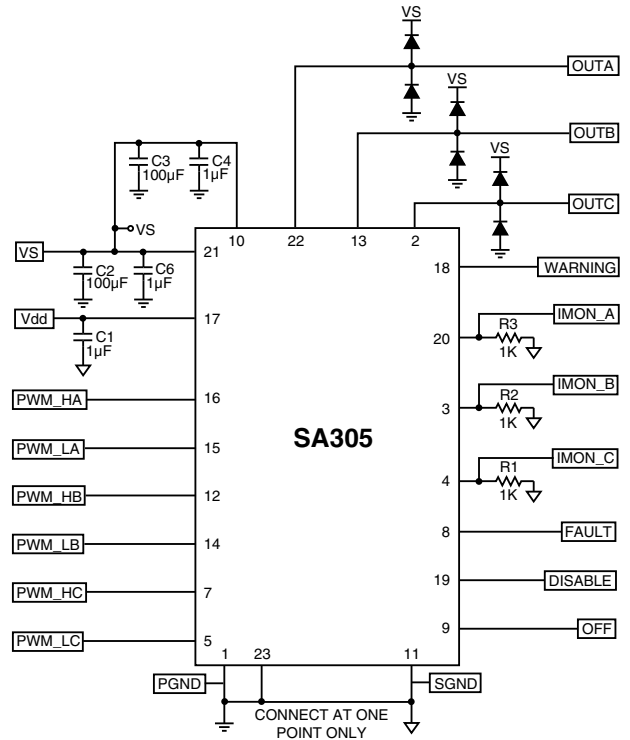 VS
OUTA
VS
OUTB
VS
OUTC
C3
100µF
C4
1µF
VS
VS
C2
100µF
C6
1µF
Vdd
C1
1µF
10
22
13
2
21
17
16
15
12
14
7
5
PWM_HA
PWM_LA
PWM_HB
PWM_LB
PWM_HC
PWM_LC
SA305
18
WARNING
20
IMON_A
R3
1K
3
IMON_B
R2
1K
4
IMON_C
R1
1K
8
FAULT
19
DISABLE
9
OFF
1
23
11
PGND
SGND
CONNECT AT ONE
POINT ONLY